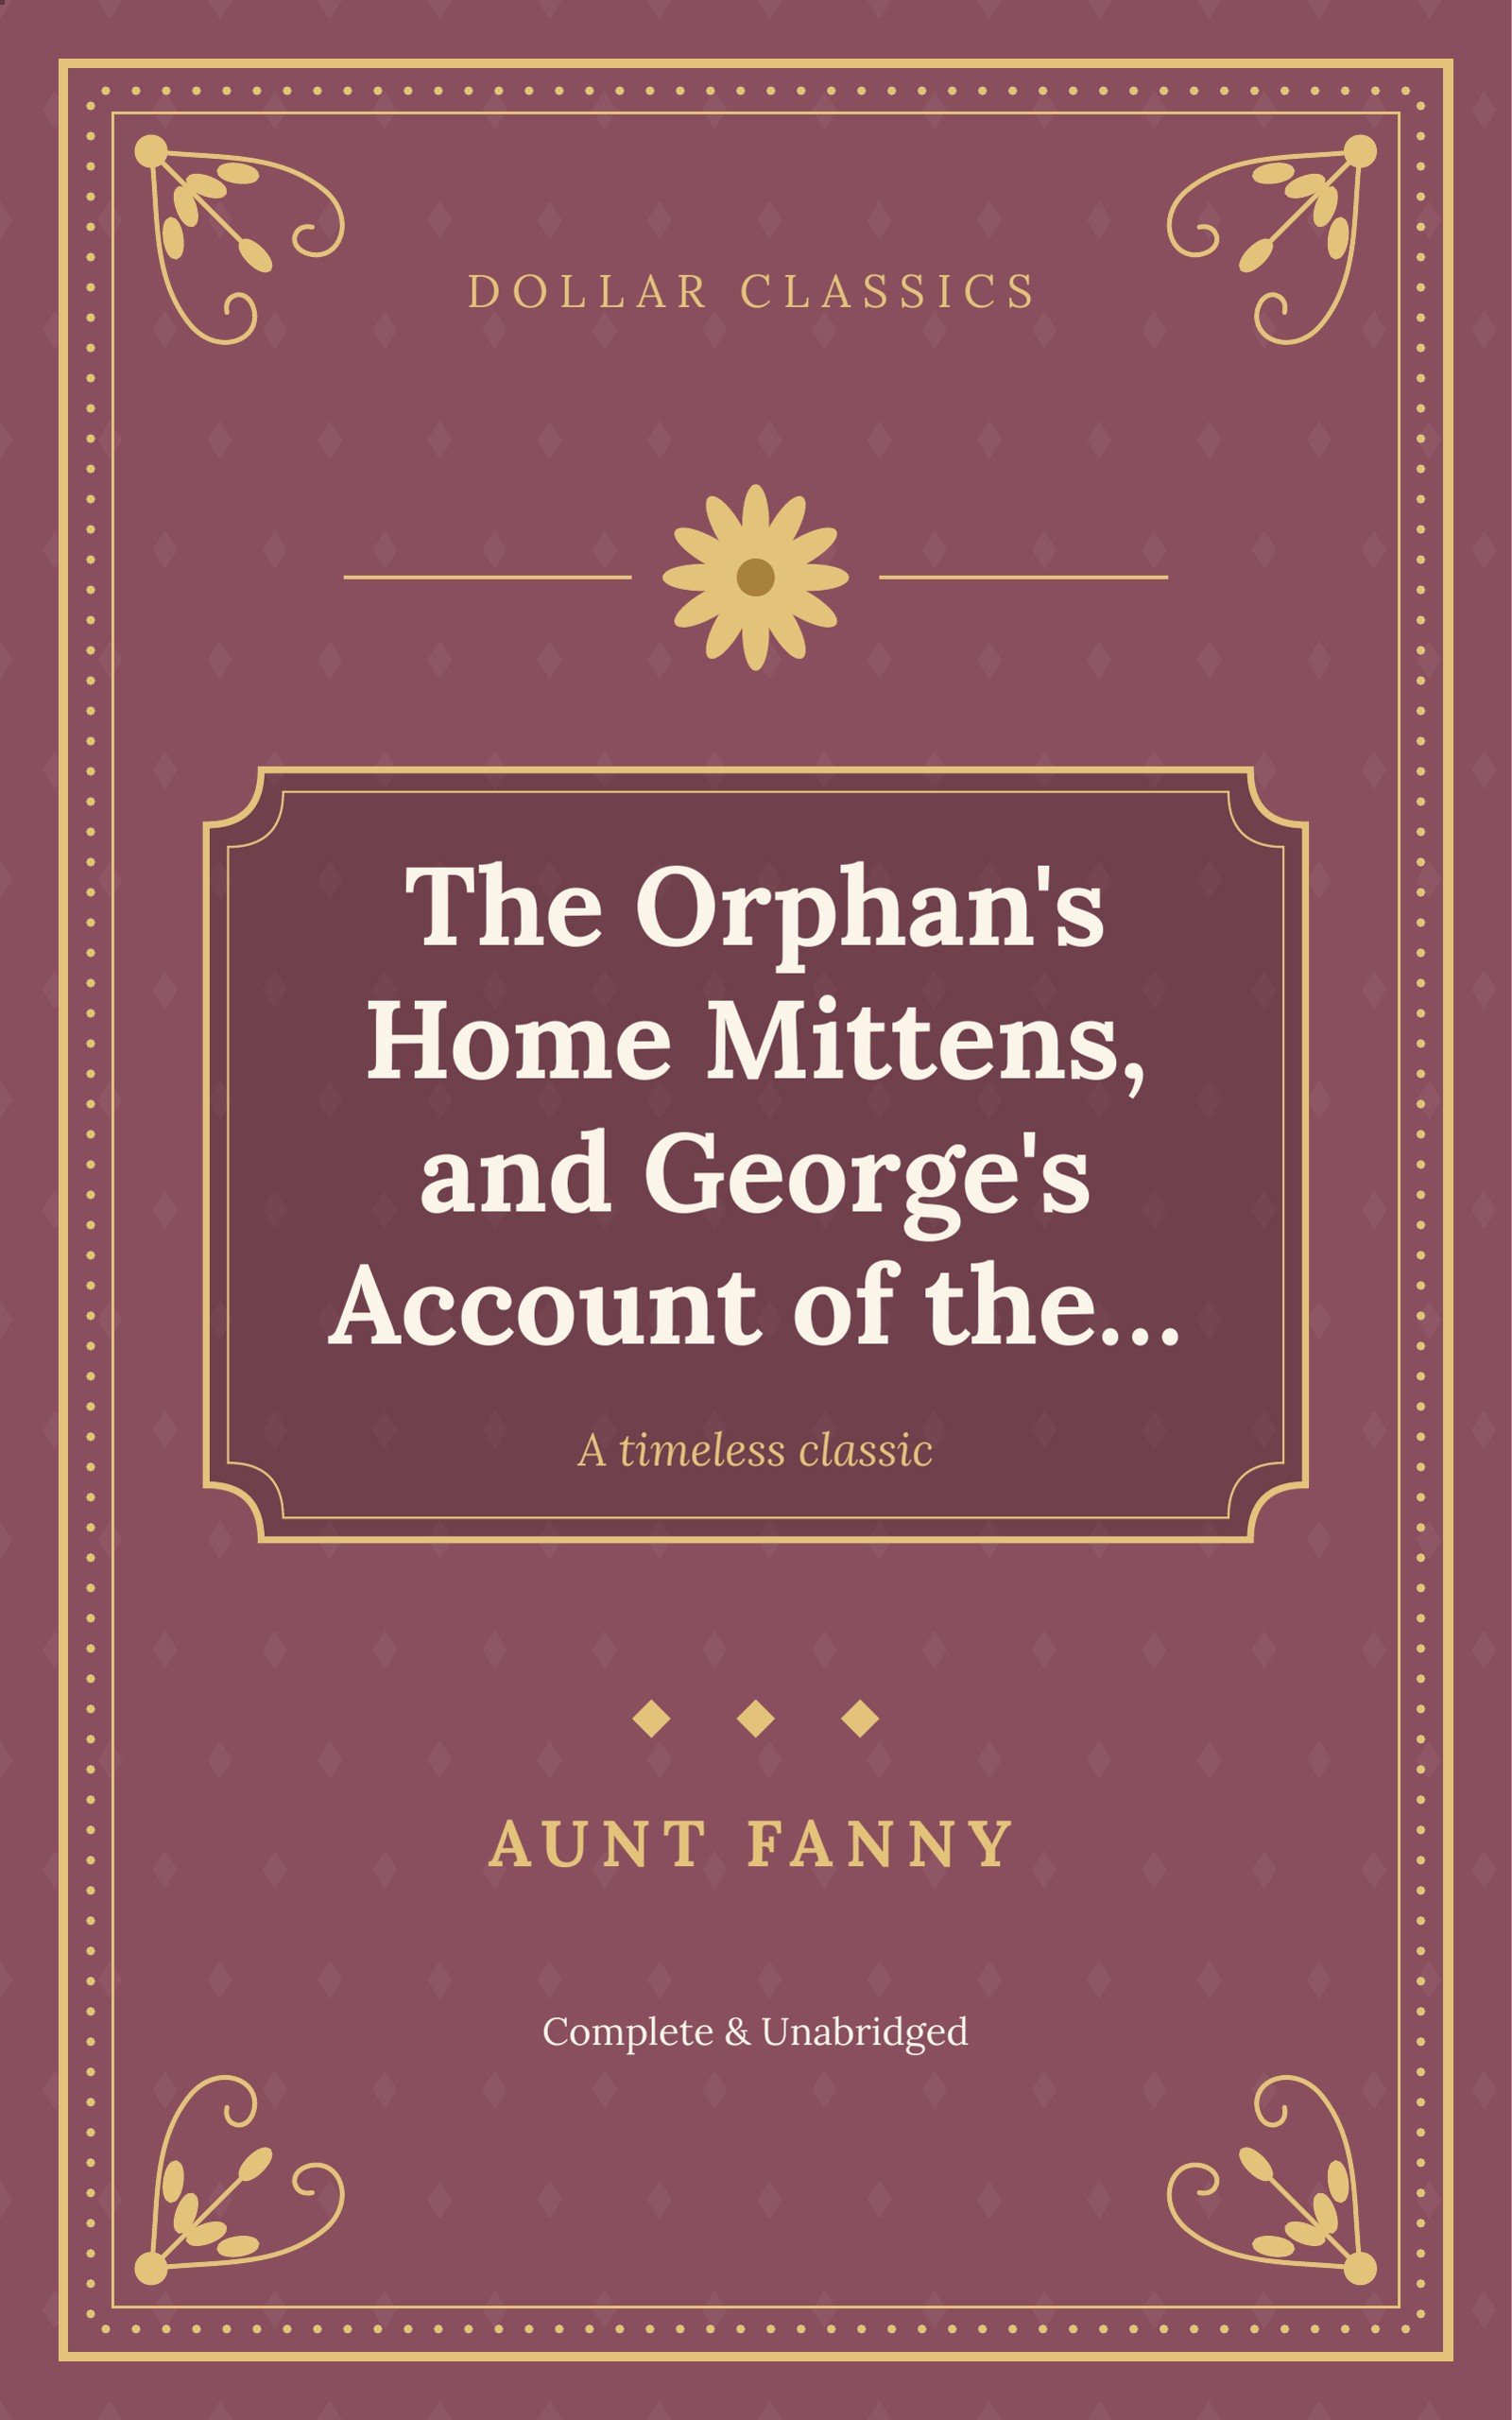 DOLLAR CLASSICS
The Orphan's
Home Mittens,
and George's
Account of the...
A timeless classic
AUNT FANNY
Complete & Unabridged